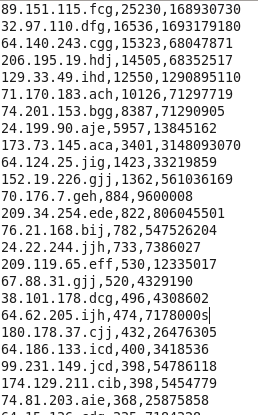 89.151.115.fcg,25230,168930730
32.97.110.dfg,16536,1693179180
64.140.243.cgg,15323,68047871
206.195.19.hdj,14505,68352517
129.33.49.ihd,12550,1290895110
71.170.183.ach,10126,71297719
74.201.153.bgg,8387,71290905
24.199.90.aje,5957,13845162
173.73.145.aca,3401,3148093070
64.124.25.jig,1423,33219859
152.19.226.gjj,1362,561036169
70.176.7.geh,884,9600008
209.34.254.ede,822,806045501
76.21.168.bij,782,547526204
24.22.244.jjh,733,7386027
209.119.65.eff,530,12335017
67.88.31.gjj,520,4329190
38.101.178.dcg,496,4308602
64.62.205.ijh,474,7178000s
180.178.37.cjj,432,26476305
64.186.133.icd,400,3418536
99.231.149.jcd,398,54786118
174.129.211.cib,398,5454779
74.81.203.aie,368,25875858